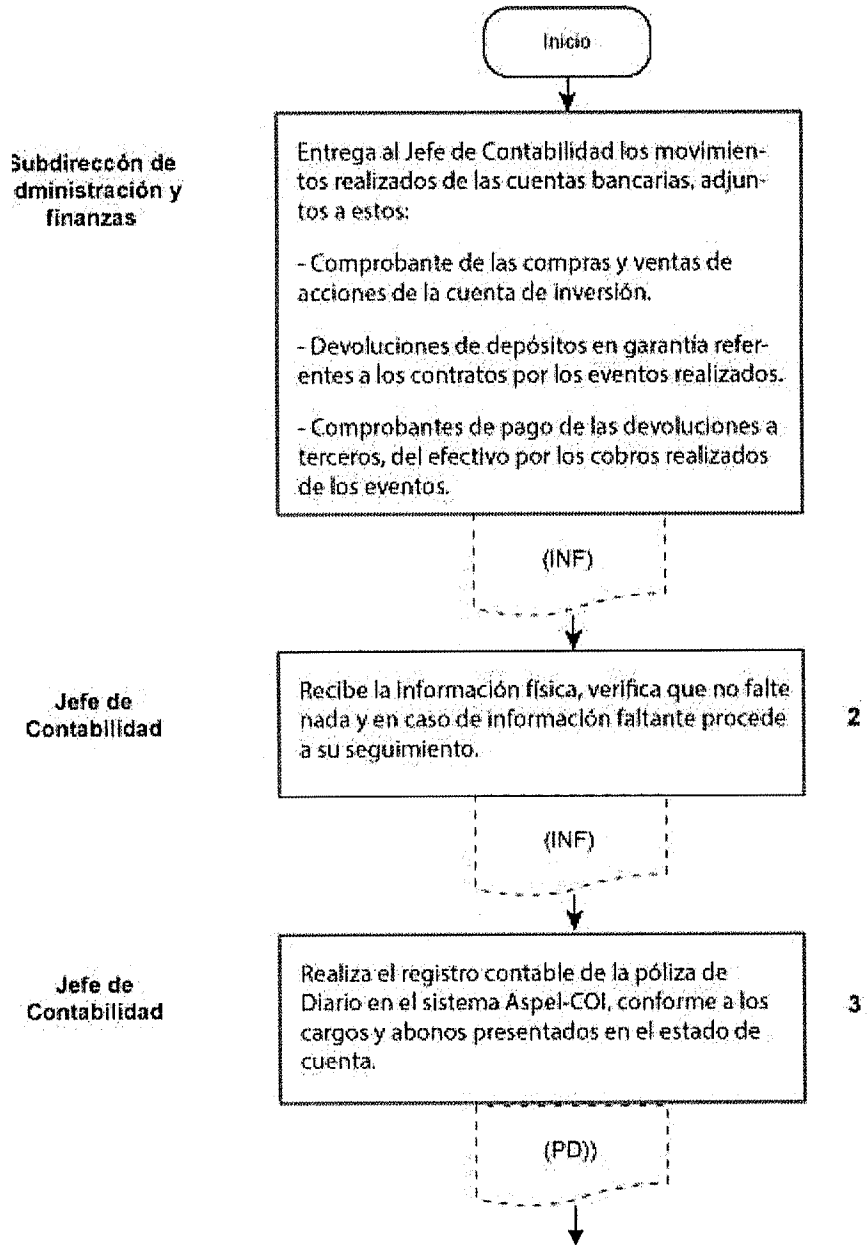 Inicio
Subdireccón de
dministración y
finanzas
Entrega al Jefe de Contabilidad los movimien-
tos realizados de las cuentas bancarias, adjun-
tos a estos:
- Comprobante de las compras y ventas de
acciones de la cuenta de inversión.
- Devoluciones de depósitos en garantía refer-
entes a los contratos por los eventos realizados.
- Comprobantes de pago de las devoluciones a
terceros, del efectivo por los cobros realizados
de los eventos.
(INF)
Jefe de
Contabilidad
Recibe la información física, verifica que no falte
nada y en caso de información faltante procede
a su seguimiento.
2
(INF)
Jefe de
Contabilidad
Realiza el registro contable de la póliza de
Diario en el sistema Aspel-COI, conforme a los
cargos y abonos presentados en el estado de
cuenta.
3
(PD))